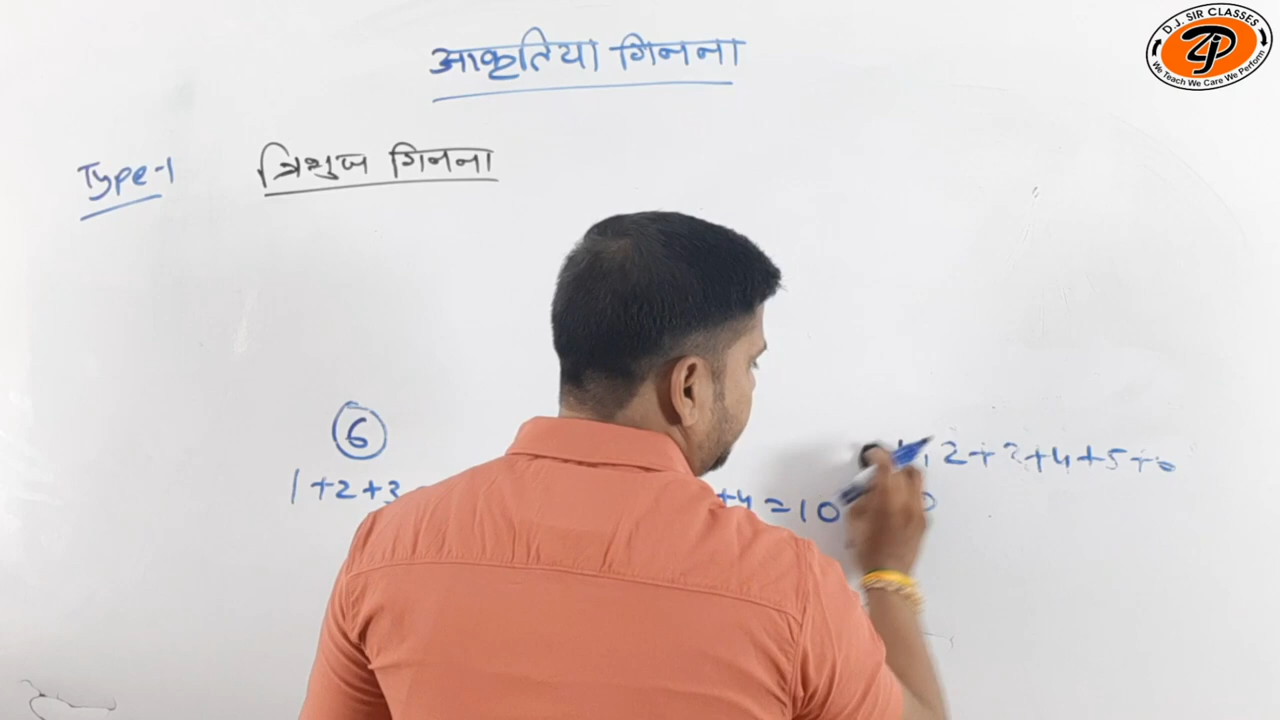 आकृतिया गिनना
D.J. SIR CLASSES
We Teach We Care We Perform
Type-1 त्रिभुज गिनना
6
2+3+4+5+6
1+2+3
+4=10